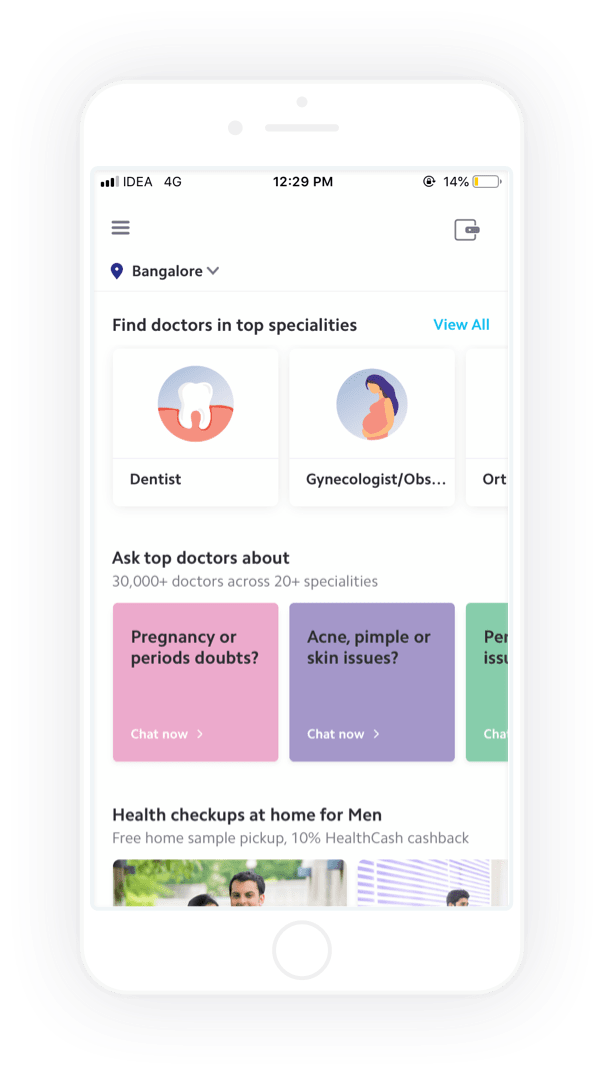 IDEA 4G 12:29 PM 14%
Bangalore
Find doctors in top specialities View All
Dentist Gynecologist/Obs... Ort
Ask top doctors about
30,000+ doctors across 20+ specialities
Pregnancy or
periods doubts?
Chat now
Acne, pimple or
skin issues?
Chat now
Per
issu
Cha
Health checkups at home for Men
Free home sample pickup, 10% HealthCash cashback